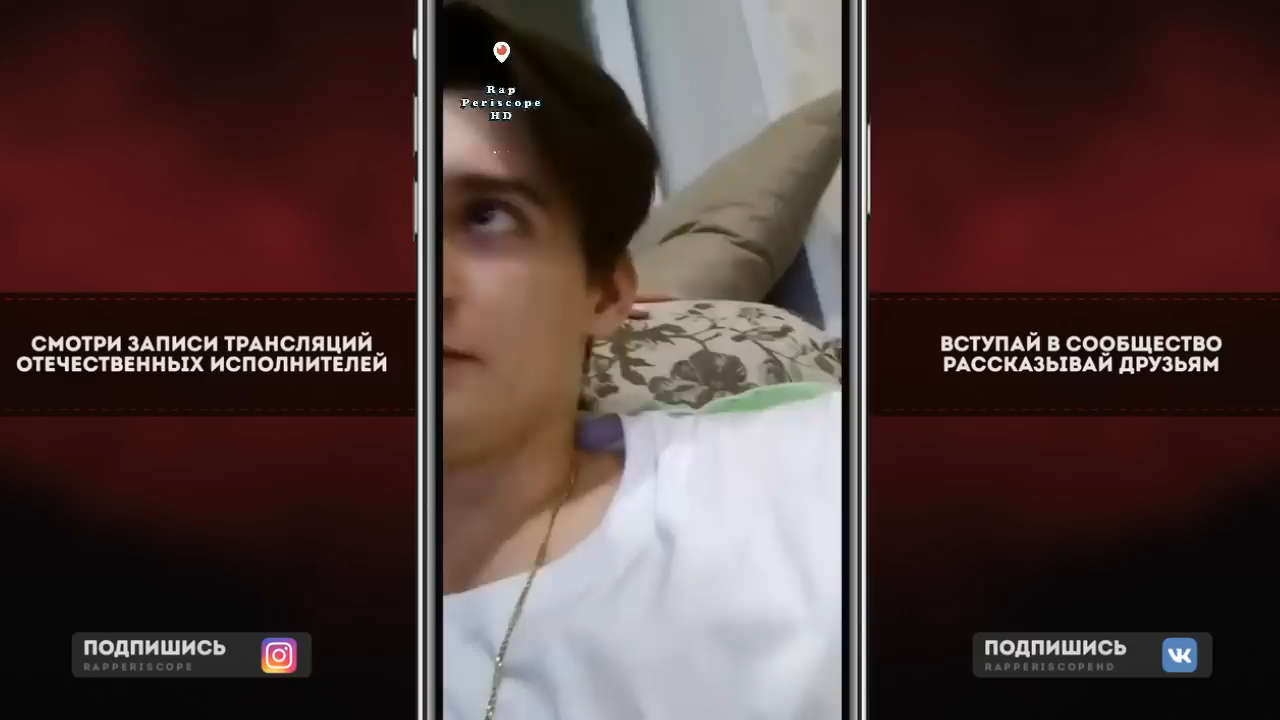 Rap
Periscope
HD
СМОТРИ ЗАПИСИ ТРАНСЛЯЦИЙ
ОТЕЧЕСТВЕННЫХ ИСПОЛНИТЕЛЕЙ
ВСТУПАЙ В СООБЩЕСТВО
РАССКАЗЫВАЙ ДРУЗЬЯМ
ПОДПИШИСЬ
RAPPERISCOPE
ПОДПИШИСЬ
RAPPERISCOPEHD